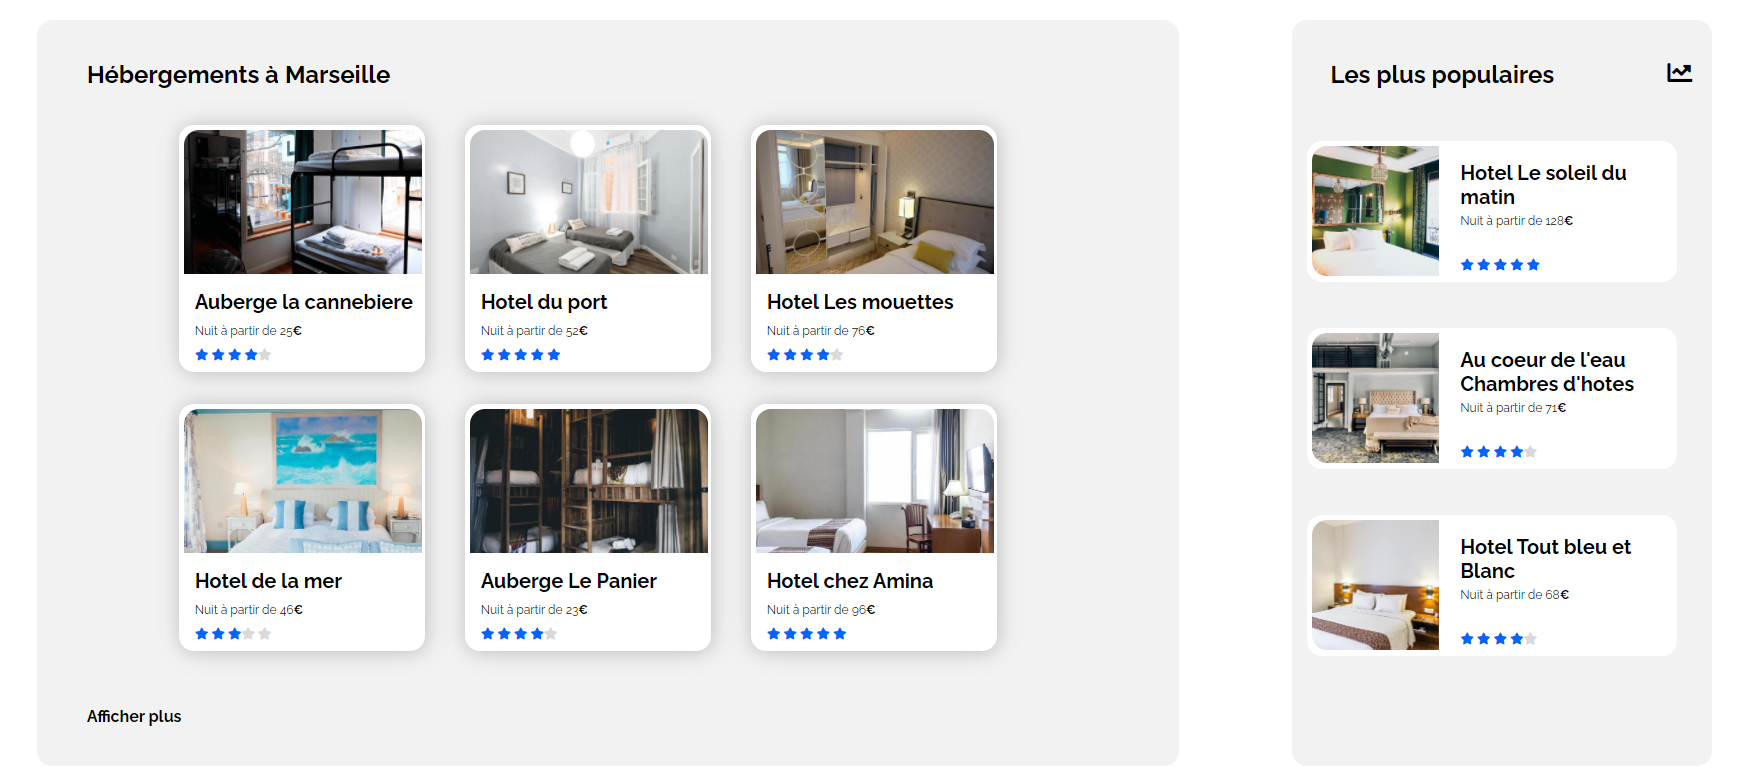 Hébergements à Marseille
Auberge la cannebiere
Nuit à partir de 25€
Hotel du port
Nuit à partir de 52€
Hotel Les mouettes
Nuit à partir de 76€
Hotel de la mer
Nuit à partir de 46€
Auberge Le Panier
Nuit à partir de 23€
Hotel chez Amina
Nuit à partir de 96€
Afficher plus
Les plus populaires
Hotel Le soleil du
matin
Nuit à partir de 128€
Au coeur de l'eau
Chambres d'hotes
Nuit à partir de 71€
Hotel Tout bleu et
Blanc
Nuit à partir de 68€